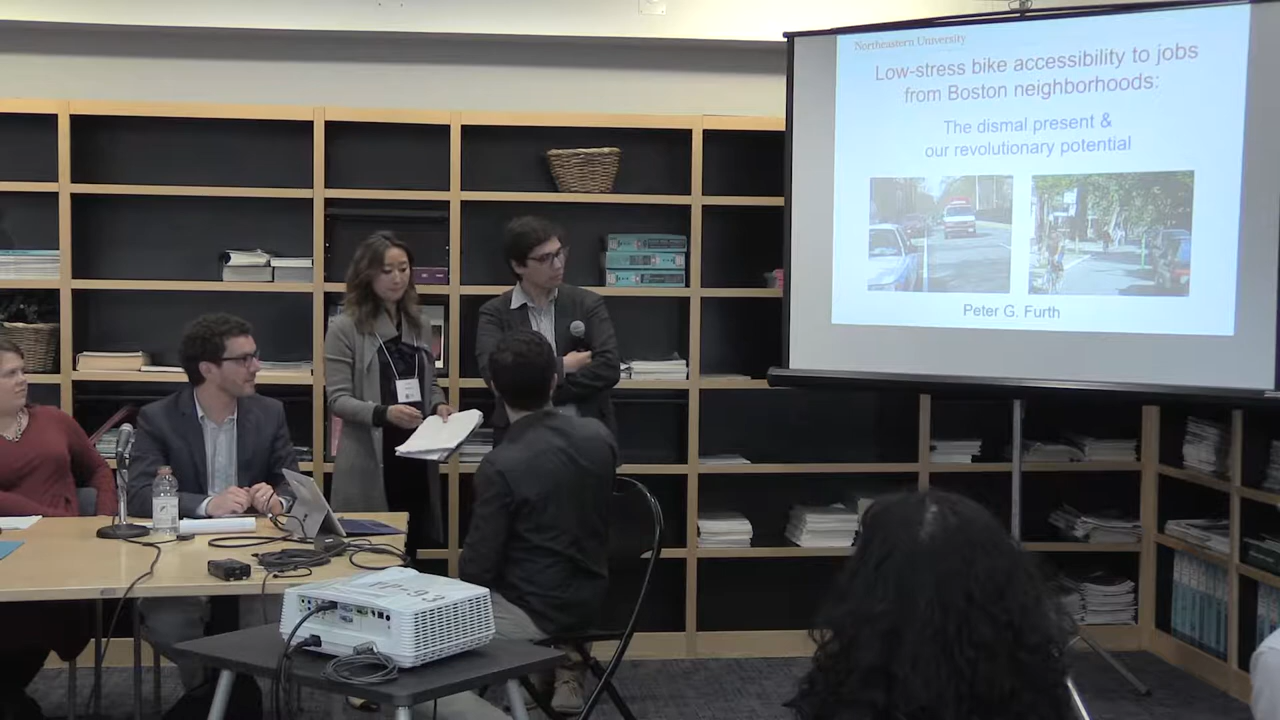 Northeastern University
Low-stress bike accessibility to jobs
from Boston neighborhoods:
The dismal present &
our revolutionary potential
Peter G. Furth